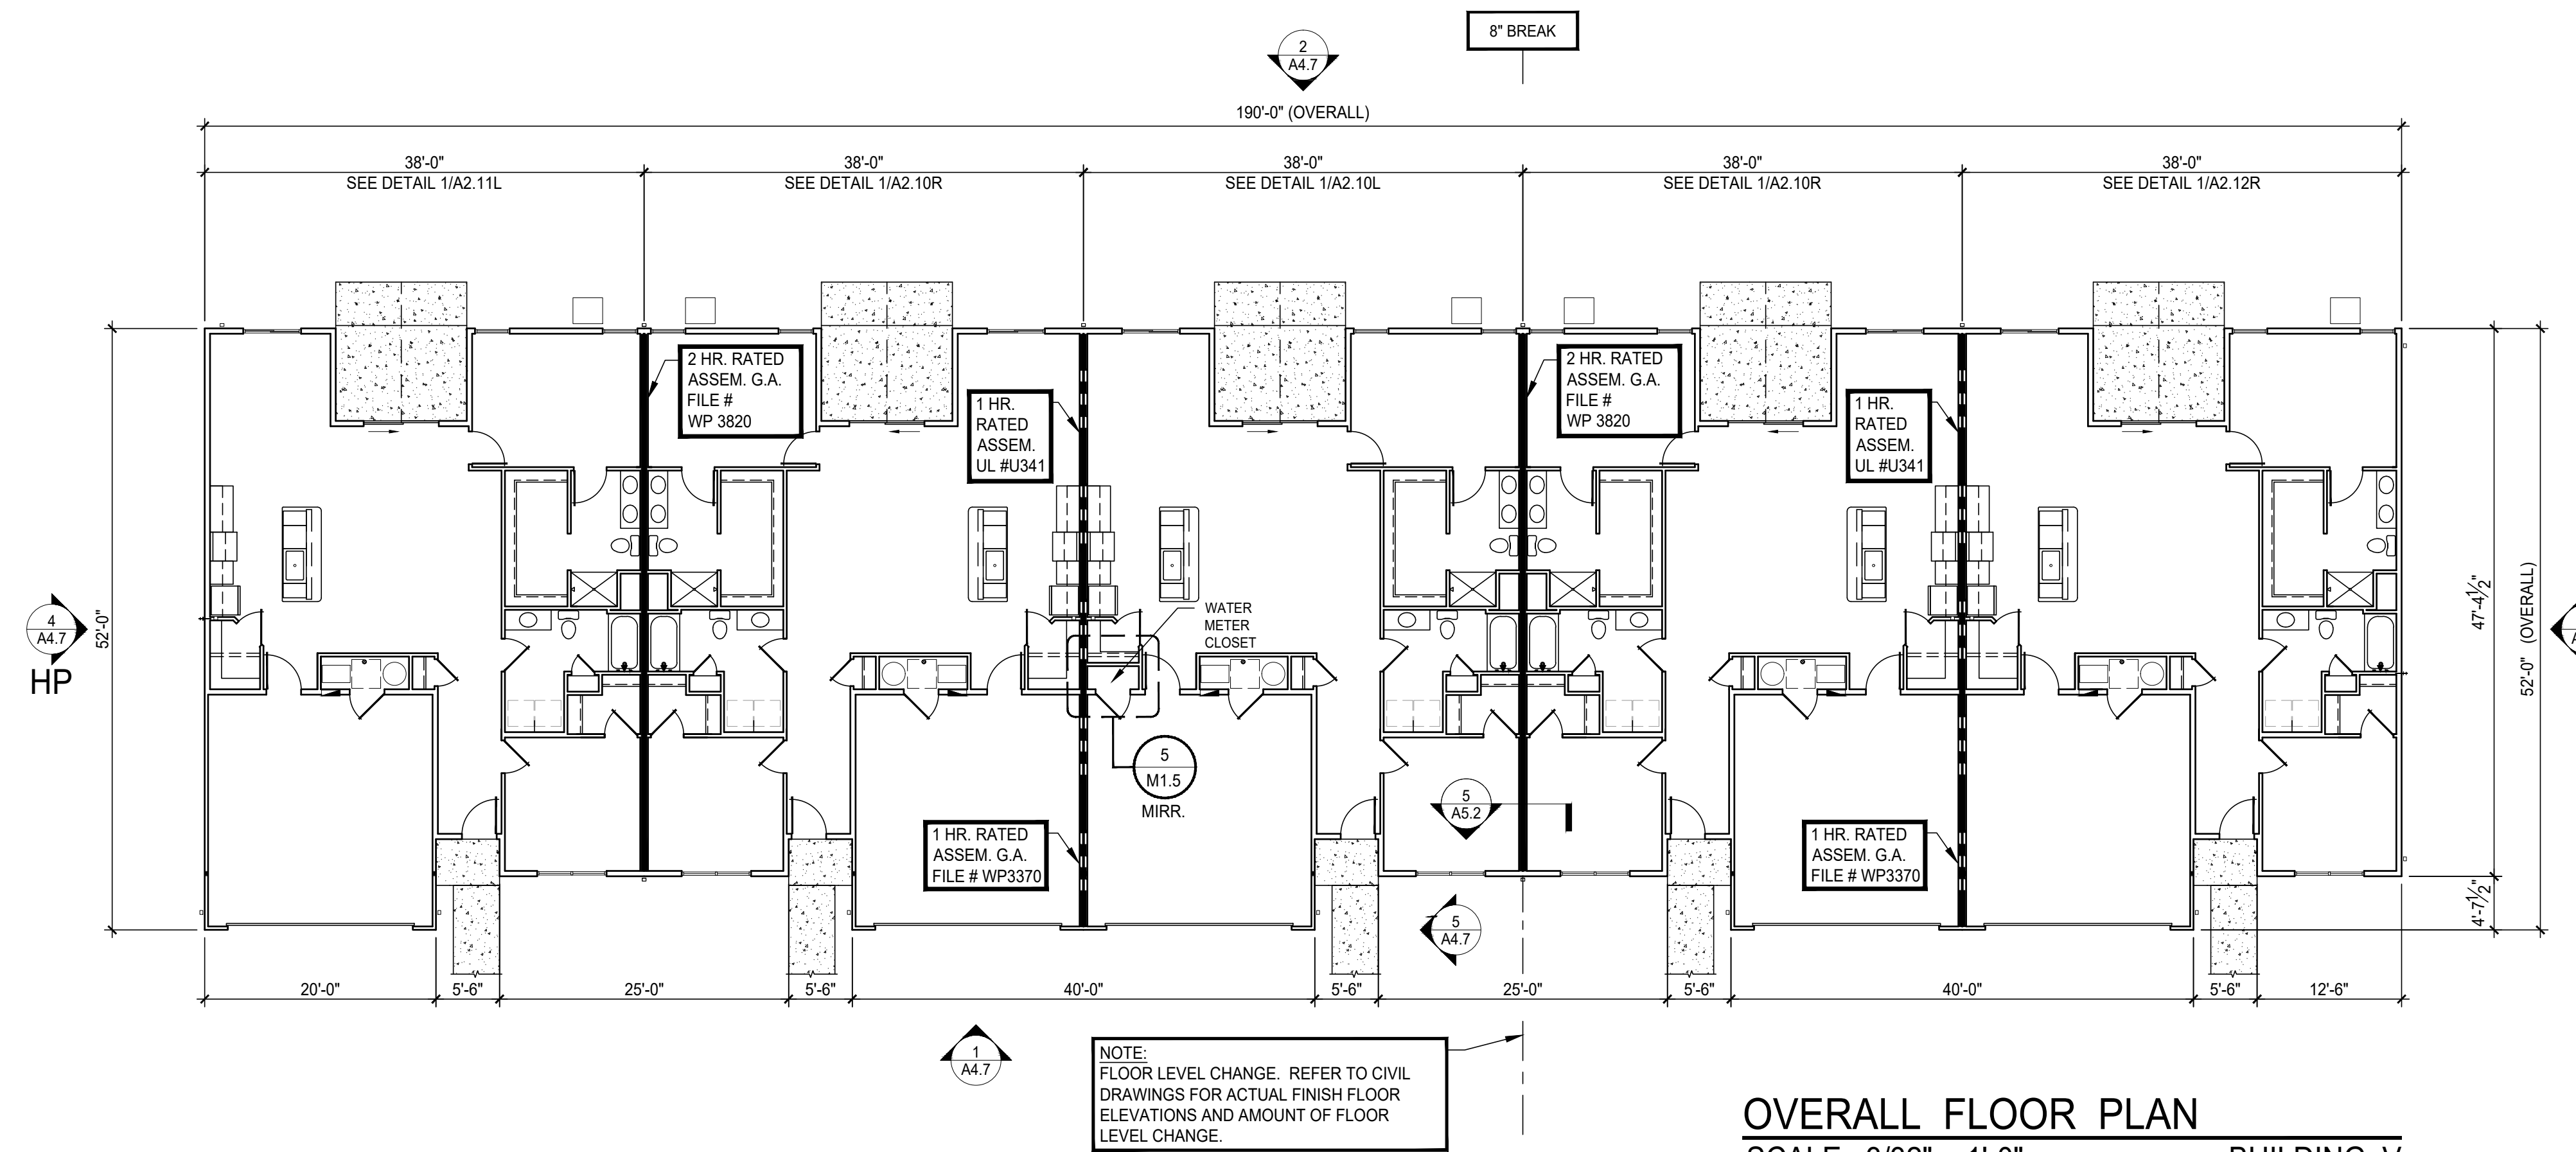 8" BREAK
2
A4.7
190'-0" (OVERALL)
38'-0"
38'-0"
38'-0"
38'-0"
38'-0"
SEE DETAIL 1/A2.11L
SEE DETAIL 1/A2.10R
SEE DETAIL 1/A2.10L
SEE DETAIL 1/A2.10R
SEE DETAIL 1/A2.12R
2 HR. RATED
ASSEM. G.A.
FILE #
WP 3820
1 HR.
RATED
ASSEM.
UL #U341
2 HR. RATED
ASSEM. G.A.
FILE #
WP 3820
1 HR.
RATED
ASSEM.
UL #U341
4
A4.7
HP
52'-0"
WATER
METER
CLOSET
47'-4½"
52'-0" (OVERALL)
4'-7½"
5
M1.5
MIRR.
5
A5.2
1 HR. RATED
ASSEM. G.A.
FILE # WP3370
1 HR. RATED
ASSEM. G.A.
FILE # WP3370
5
A4.7
20'-0"
5'-6"
25'-0"
5'-6"
40'-0"
5'-6"
25'-0"
5'-6"
40'-0"
5'-6"
12'-6"
1
A4.7
NOTE:
FLOOR LEVEL CHANGE. REFER TO CIVIL
DRAWINGS FOR ACTUAL FINISH FLOOR
ELEVATIONS AND AMOUNT OF FLOOR
LEVEL CHANGE.
OVERALL FLOOR PLAN